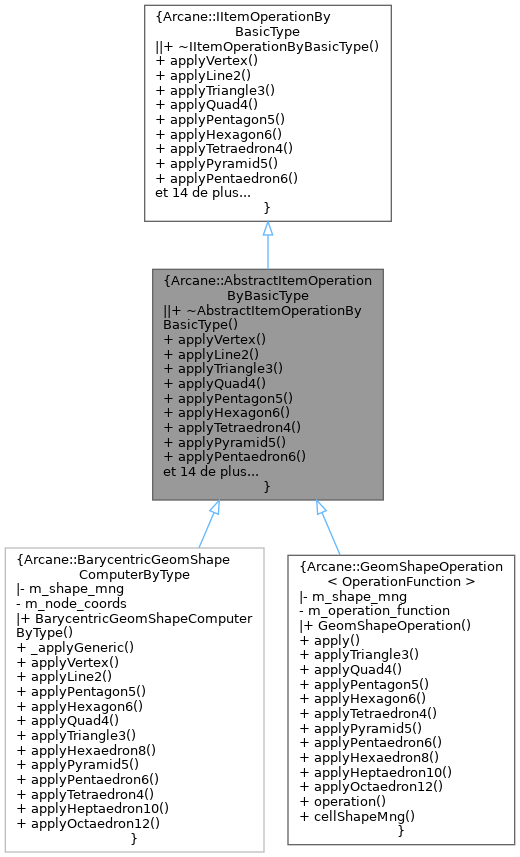 {Arcane::IItemOperationBy
BasicType
||+ ~IItemOperationByBasicType()
+ applyVertex()
+ applyLine2()
+ applyTriangle3()
+ applyQuad4()
+ applyPentagon5()
+ applyHexagon6()
+ applyTetraedron4()
+ applyPyramid5()
+ applyPentaedron6()
et 14 de plus...
}
{Arcane::AbstractItemOperation
ByBasicType
||+ ~AbstractItemOperationBy
BasicType()
+ applyVertex()
+ applyLine2()
+ applyTriangle3()
+ applyQuad4()
+ applyPentagon5()
+ applyHexagon6()
+ applyTetraedron4()
+ applyPyramid5()
+ applyPentaedron6()
et 14 de plus...
}
{Arcane::BarycentricGeomShape
ComputerByType
|- m_shape_mng
- m_node_coords
|+ BarycentricGeomShapeComputer
ByType()
+ _applyGeneric()
+ applyVertex()
+ applyLine2()
+ applyPentagon5()
+ applyHexagon6()
+ applyQuad4()
+ applyTriangle3()
+ applyHexaedron8()
+ applyPyramid5()
+ applyPentaedron6()
+ applyTetraedron4()
+ applyHeptaedron10()
+ applyOctaedron12()
}
{Arcane::GeomShapeOperation
< OperationFunction >
|- m_shape_mng
- m_operation_function
|+ GeomShapeOperation()
+ apply()
+ applyTriangle3()
+ applyQuad4()
+ applyPentagon5()
+ applyHexagon6()
+ applyTetraedron4()
+ applyPyramid5()
+ applyPentaedron6()
+ applyHexaedron8()
+ applyHeptaedron10()
+ applyOctaedron12()
+ operation()
+ cellShapeMng()
}